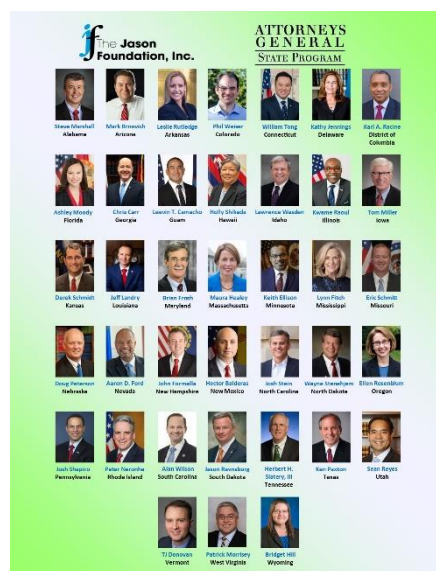 jf The Jason
Foundation, Inc.
ATTORNEYS
GENERAL
STATE PROGRAM
Steve Marshall
Alabama
Mark Brnovich
Arizona
Leslie Rutledge
Arkansas
Phil Weiser
Colorado
William Tong
Connecticut
Kathy Jennings
Delaware
Karl A. Racine
District of
Columbia
Ashley Moody
Florida
Chris Carr
Georgia
Leevin T. Camacho
Guam
Holly Shikada
Hawaii
Lawrence Wasden
Idaho
Kwame Raoul
Illinois
Tom Miller
Iowa
Derek Schmidt
Kansas
Jeff Landry
Louisiana
Brian Frosh
Maryland
Maura Healey
Massachusetts
Keith Ellison
Minnesota
Lynn Fitch
Mississippi
Eric Schmitt
Missouri
Doug Peterson
Nebraska
Aaron D. Ford
Nevada
John Formella
New Hampshire
Hector Balderas
New Mexico
Josh Stein
North Carolina
Wayne Stenehjem
North Dakota
Ellen Rosenblum
Oregon
Josh Shapiro
Pennsylvania
Peter Neronha
Rhode Island
Alan Wilson
South Carolina
Jason Ravnsborg
South Dakota
Herbert H.
Slatery, III
Tennessee
Ken Paxton
Texas
Sean Reyes
Utah
TJ Donovan
Vermont
Patrick Morrisey
West Virginia
Bridget Hill
Wyoming